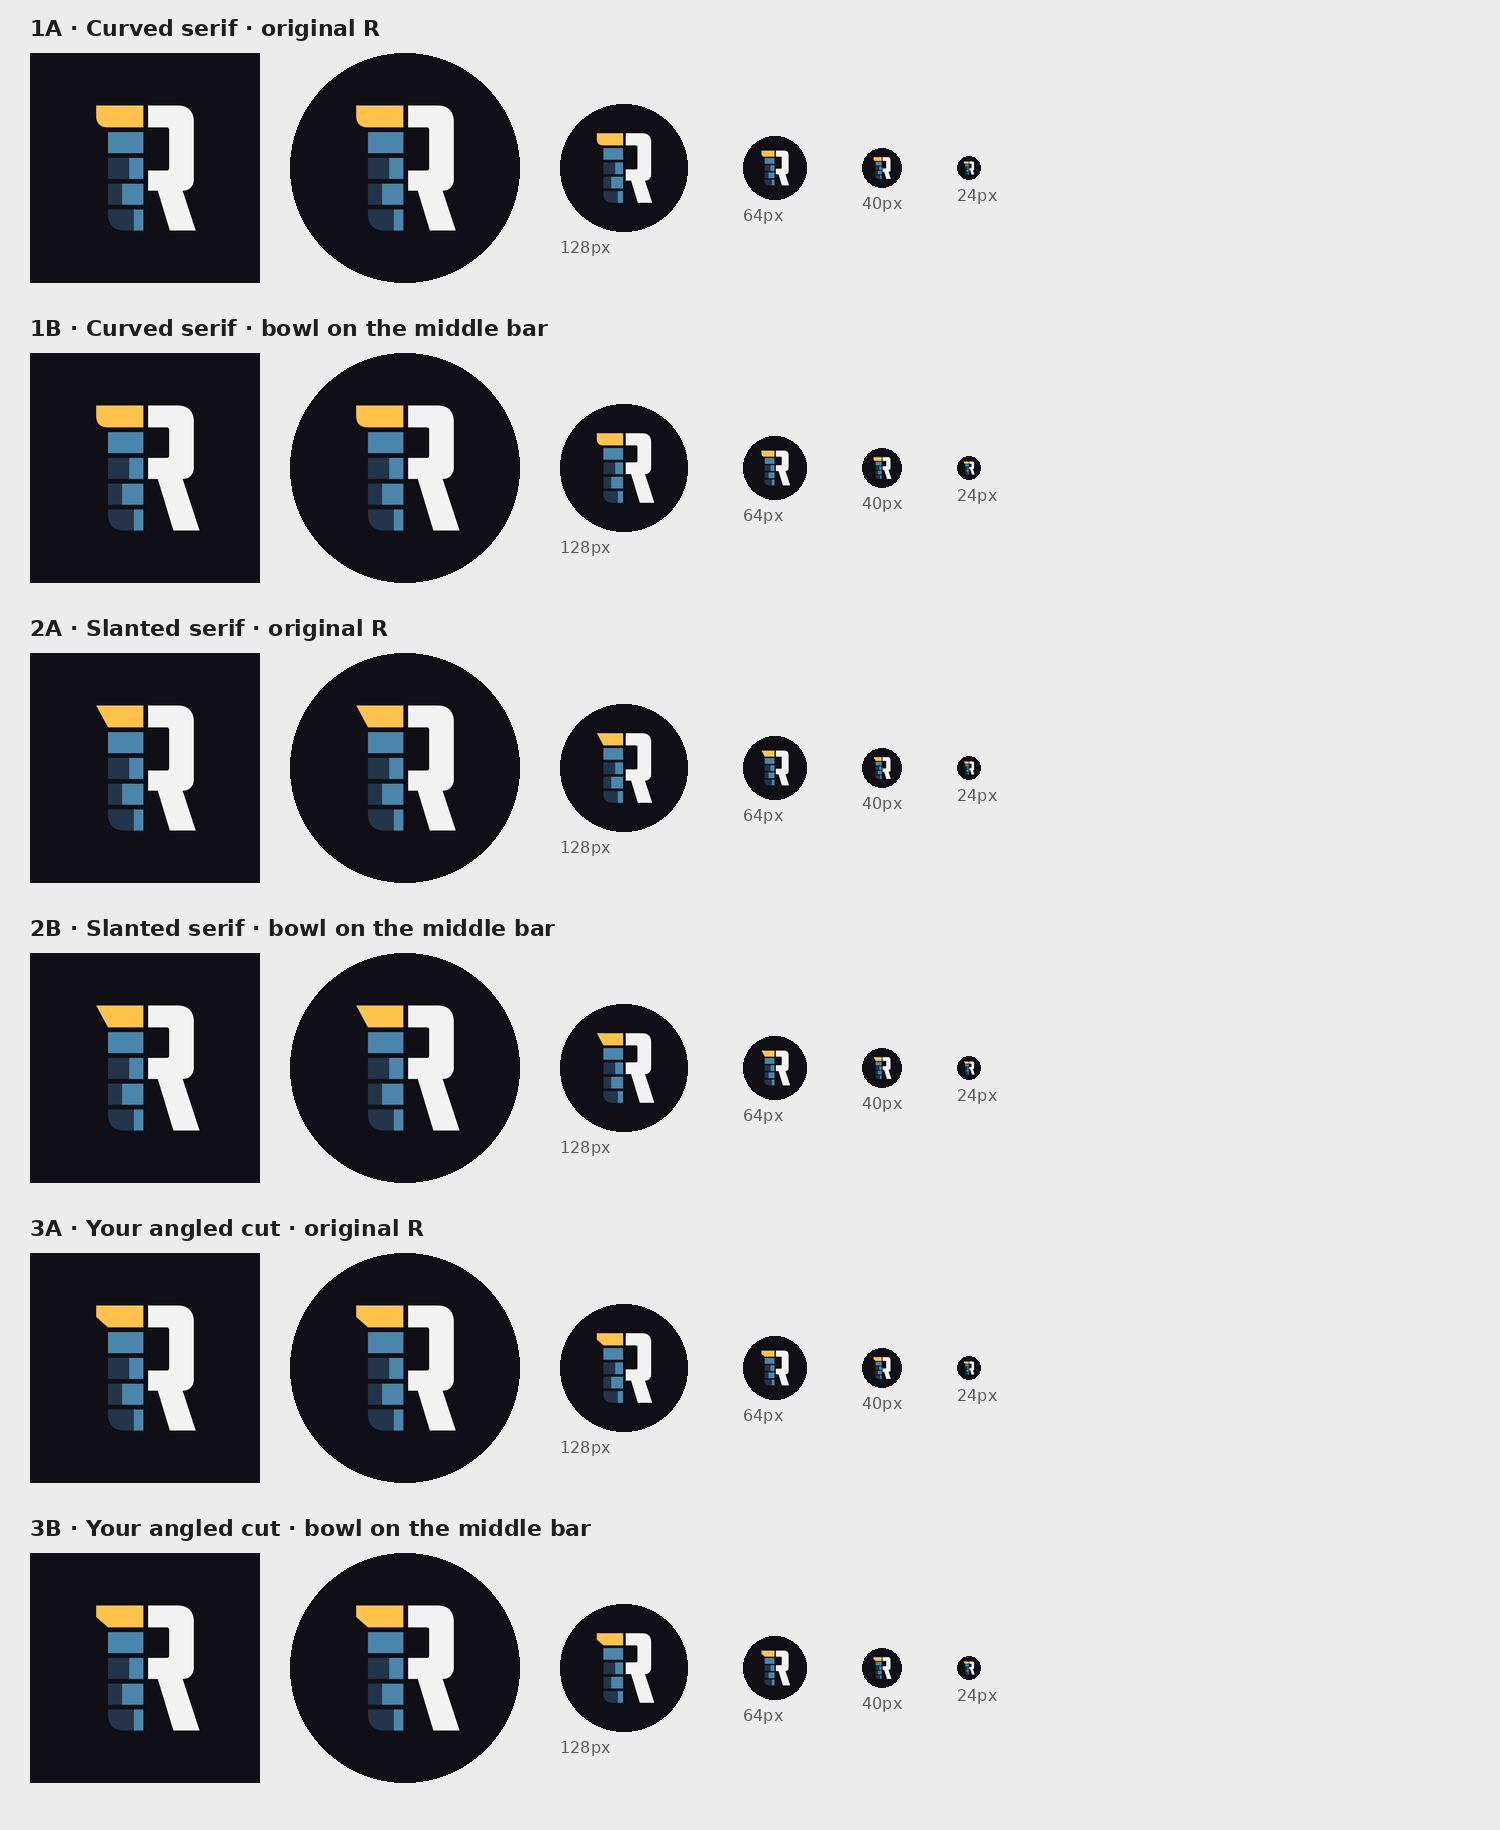 1A · Curved serif · original R
R
R
R
R
R
R
128px
64px
40px
24px
1B · Curved serif · bowl on the middle bar
R
R
R
R
R
R
128px
64px
40px
24px
2A · Slanted serif · original R
R
R
R
R
R
R
128px
64px
40px
24px
2B · Slanted serif · bowl on the middle bar
R
R
R
R
R
R
128px
64px
40px
24px
3A · Your angled cut · original R
R
R
R
R
R
R
128px
64px
40px
24px
3B · Your angled cut · bowl on the middle bar
R
R
R
R
R
R
128px
64px
40px
24px